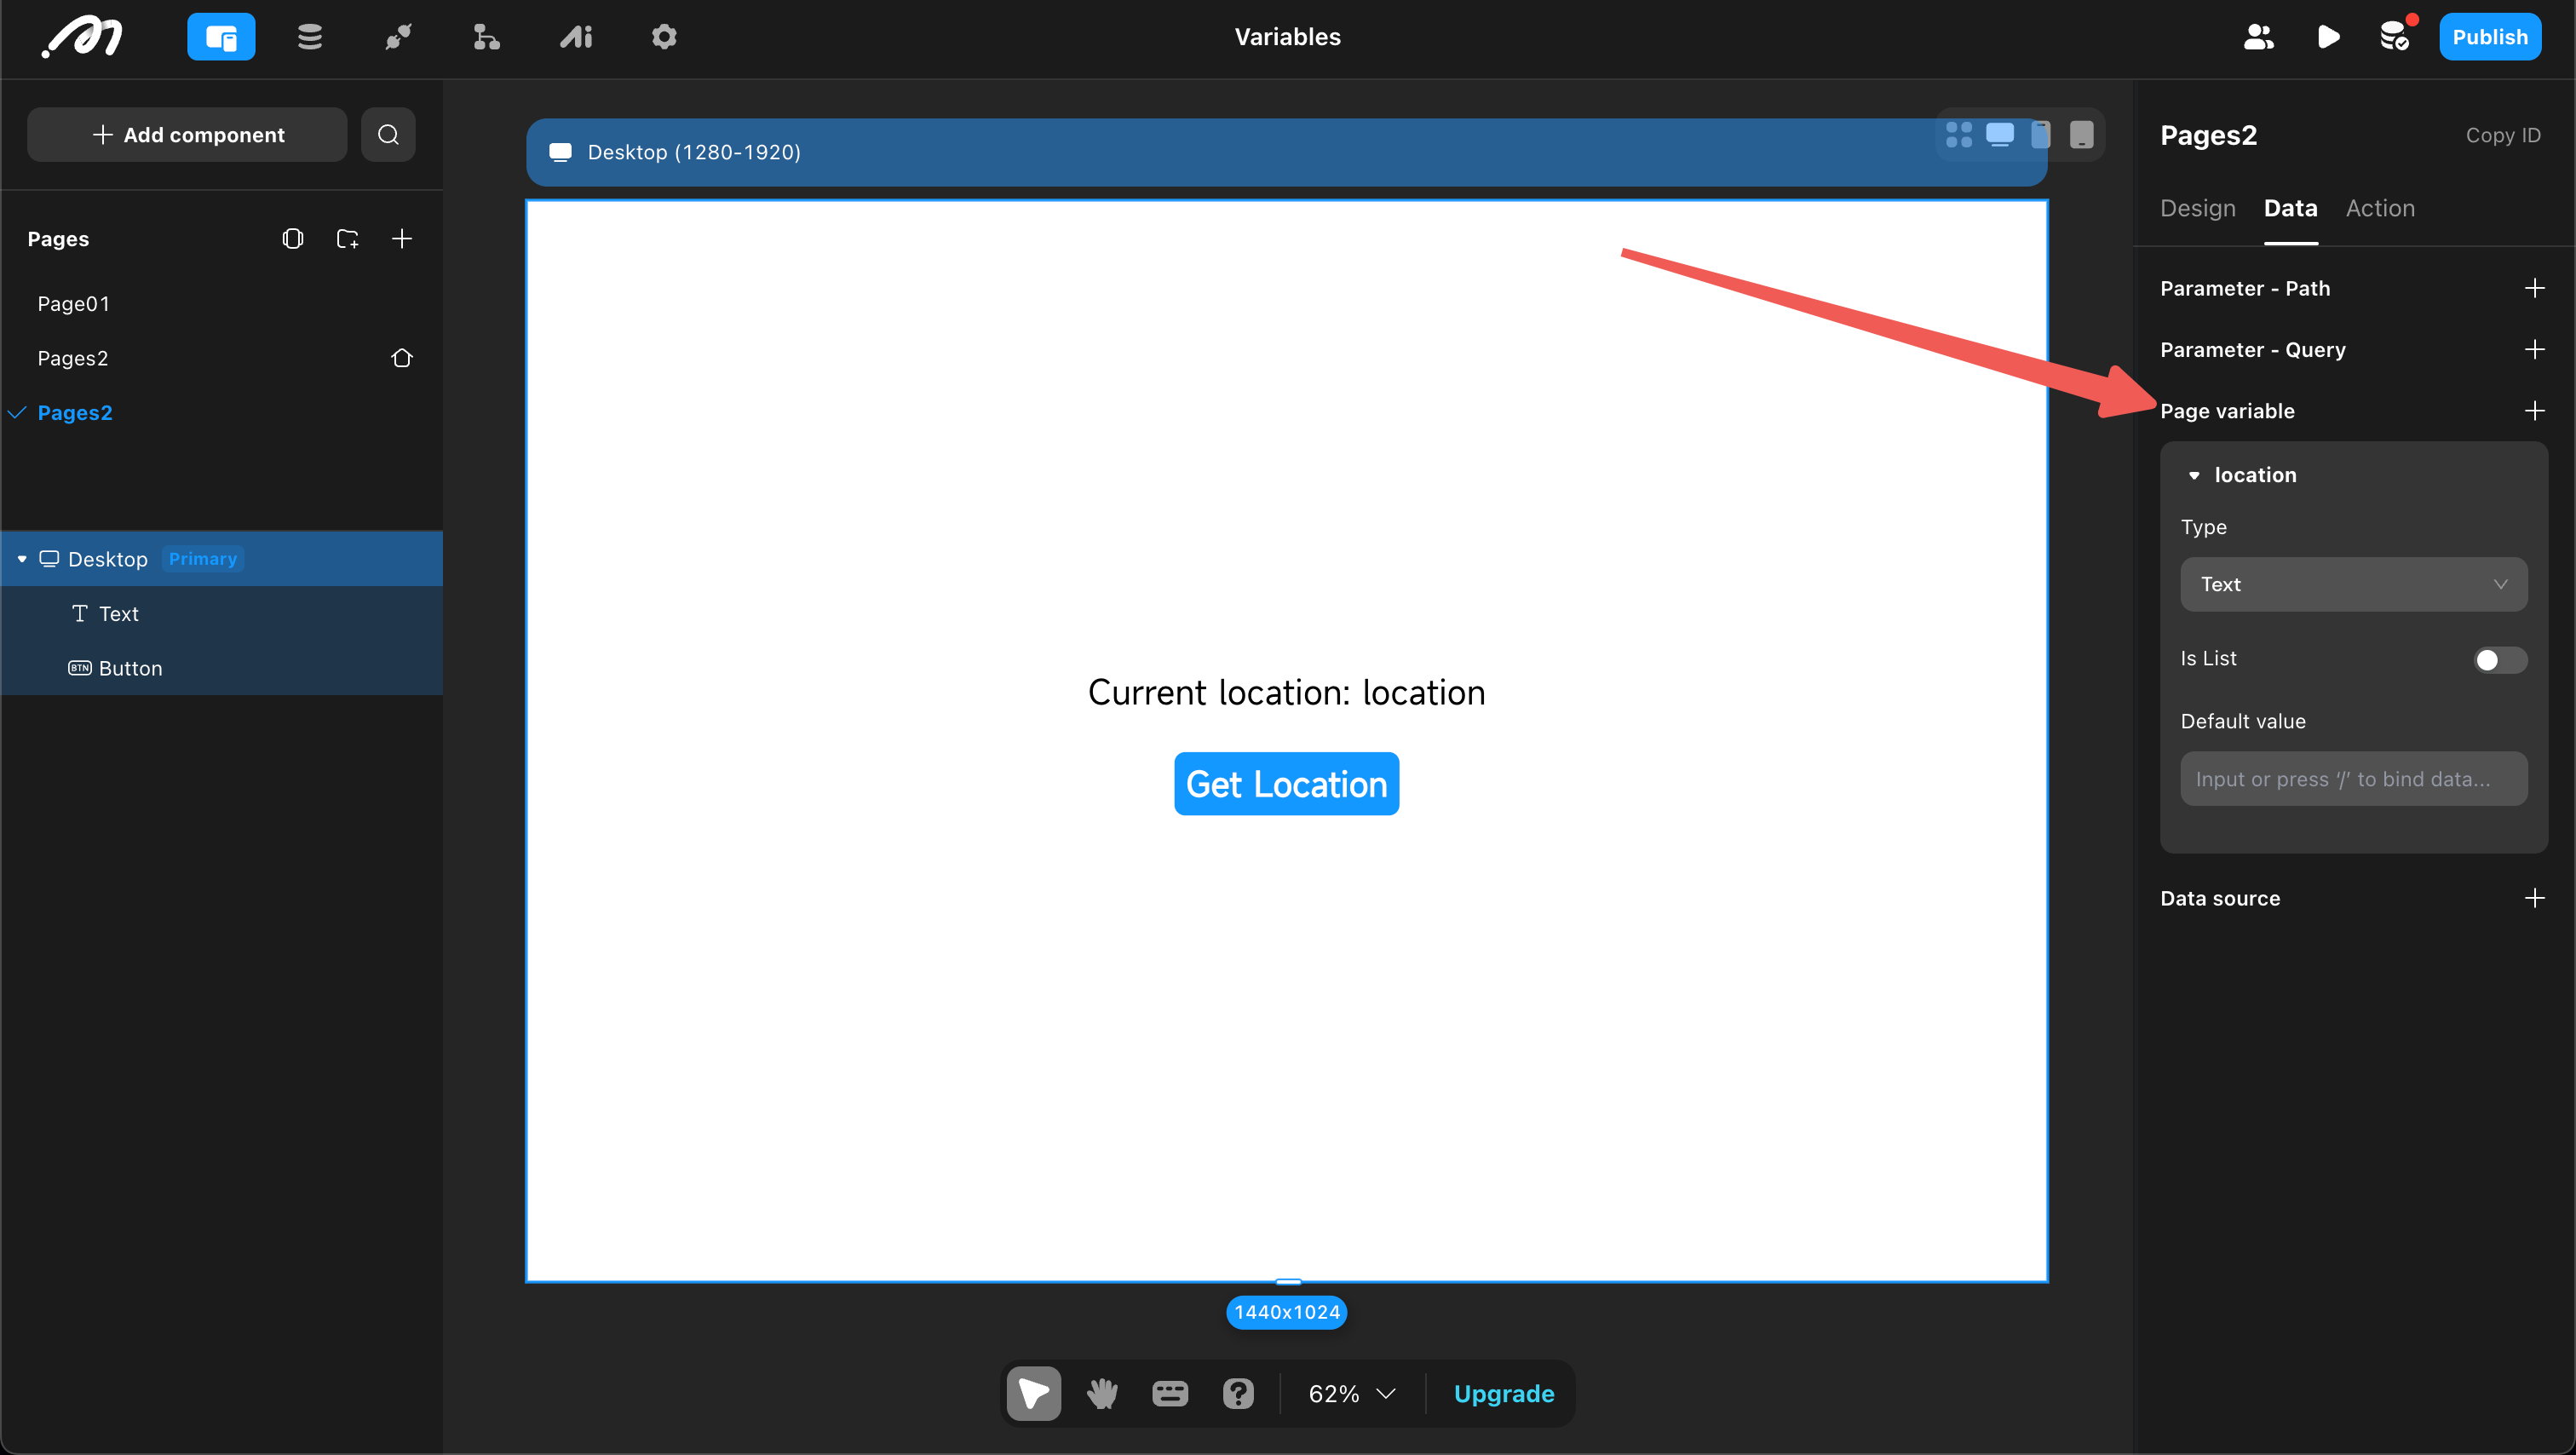 Variables
Publish
Add component
Pages
Page01
Pages2
Pages2
Desktop Primary
Text
BTN Button
Desktop (1280-1920)
Current location: location
Get Location
1440x1024
62%
Upgrade
Pages2
Copy ID
Design Data Action
Parameter - Path
Parameter - Query
Page variable
location
Type
Text
Is List
Default value
Input or press ‘/’ to bind data...
Data source